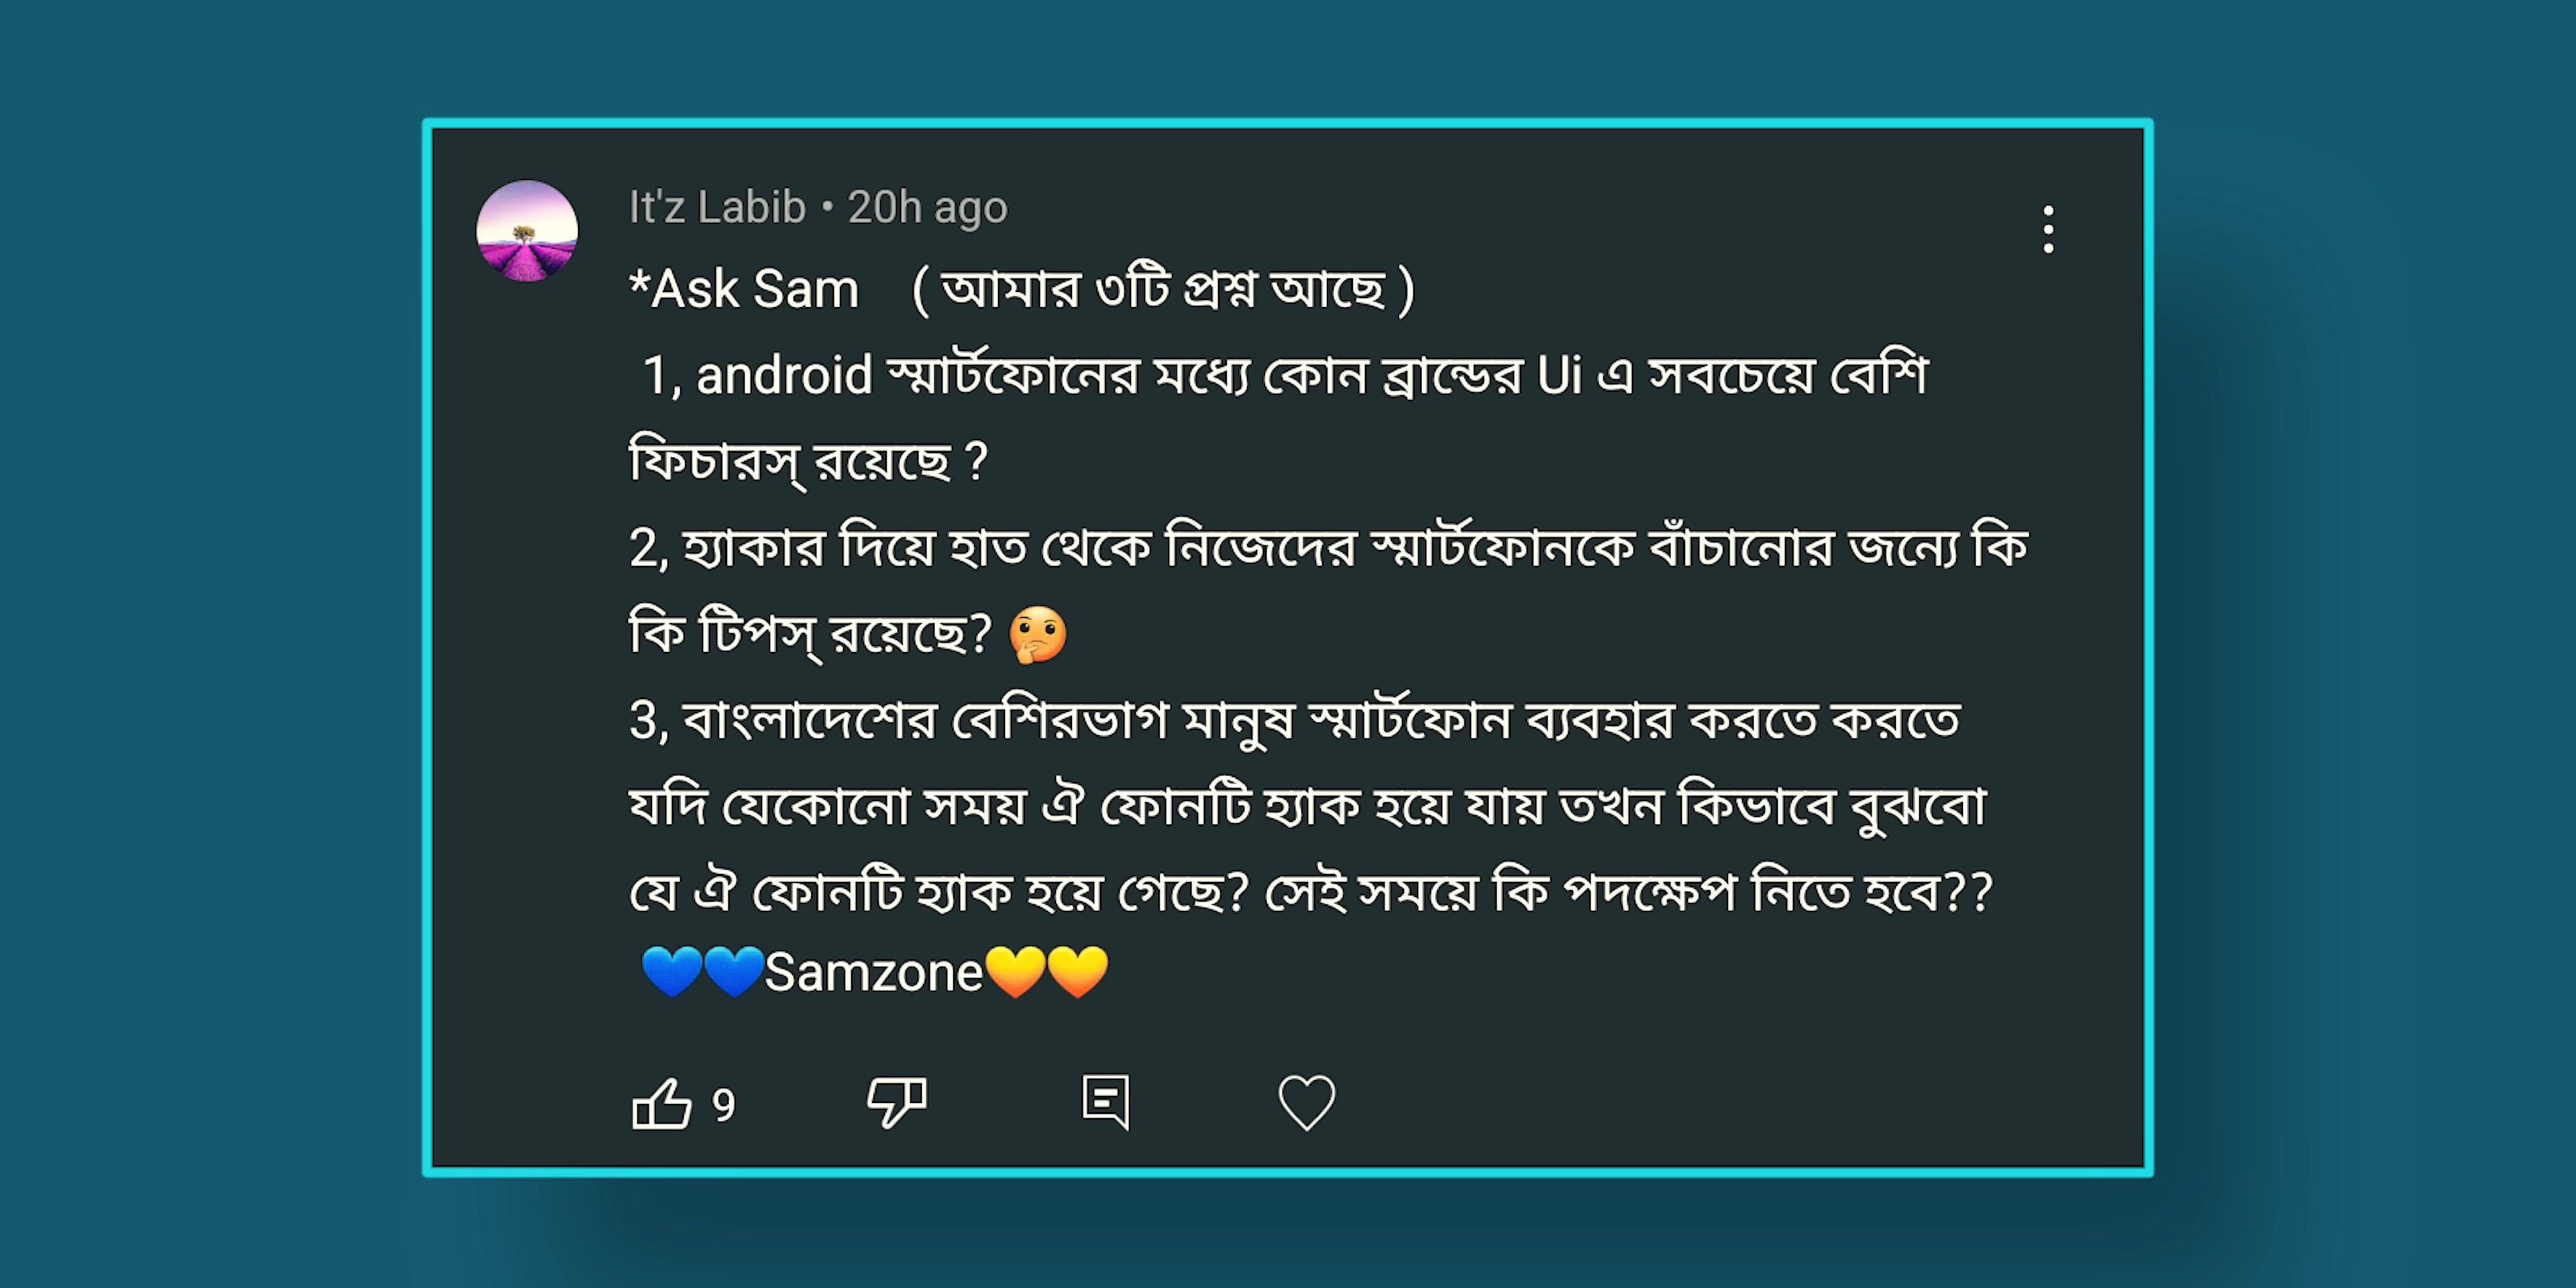 It'z Labib • 20h ago
*Ask Sam ( আমার ৩টি প্রশ্ন আছে )
1, android স্মার্টফোনের মধ্যে কোন ব্রান্ডের Ui এ সবচেয়ে বেশি
ফিচারস্ রয়েছে ?
2, হ্যাকার দিয়ে হাত থেকে নিজেদের স্মার্টফোনকে বাঁচানোর জন্যে কি
কি টিপস্ রয়েছে? 🤔
3, বাংলাদেশের বেশিরভাগ মানুষ স্মার্টফোন ব্যবহার করতে করতে
যদি যেকোনো সময় ঐ ফোনটি হ্যাক হয়ে যায় তখন কিভাবে বুঝবো
যে ঐ ফোনটি হ্যাক হয়ে গেছে? সেই সময়ে কি পদক্ষেপ নিতে হবে??
💙💙Samzone💛💛
9